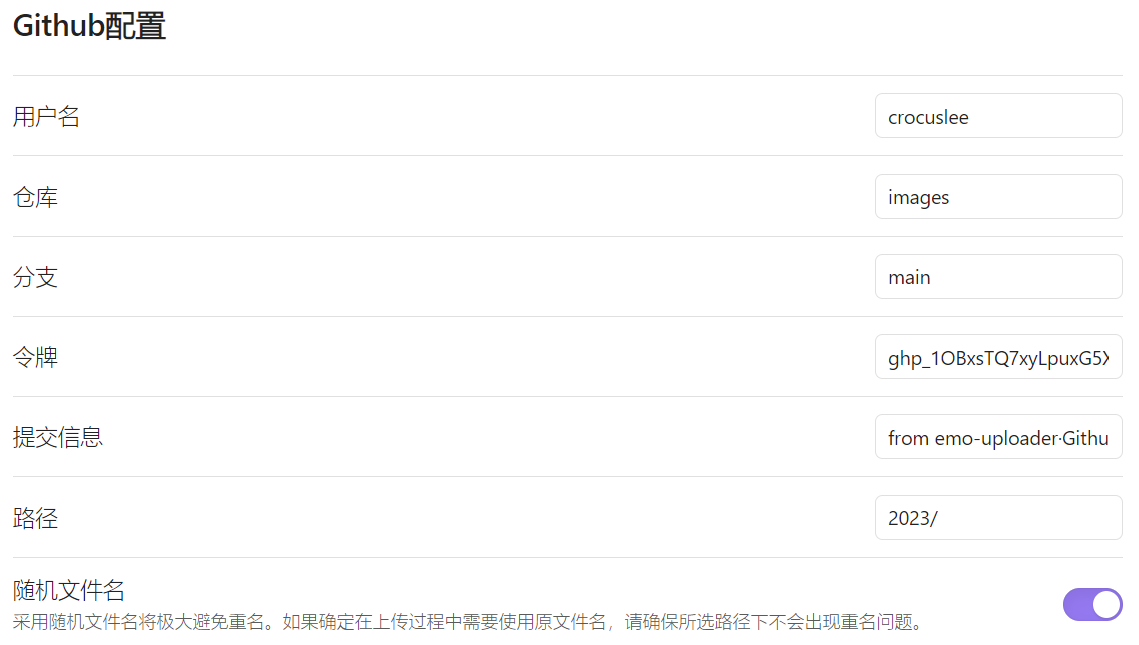 Github配置
用户名
crocuslee
仓库
images
分支
main
令牌
ghp_1OBxsTQ7xyLpuxG5X
提交信息
from emo-uploader·Githu
路径
2023/
随机文件名
采用随机文件名将极大避免重名。如果确定在上传过程中需要使用原文件名，请确保所选路径下不会出现重名问题。